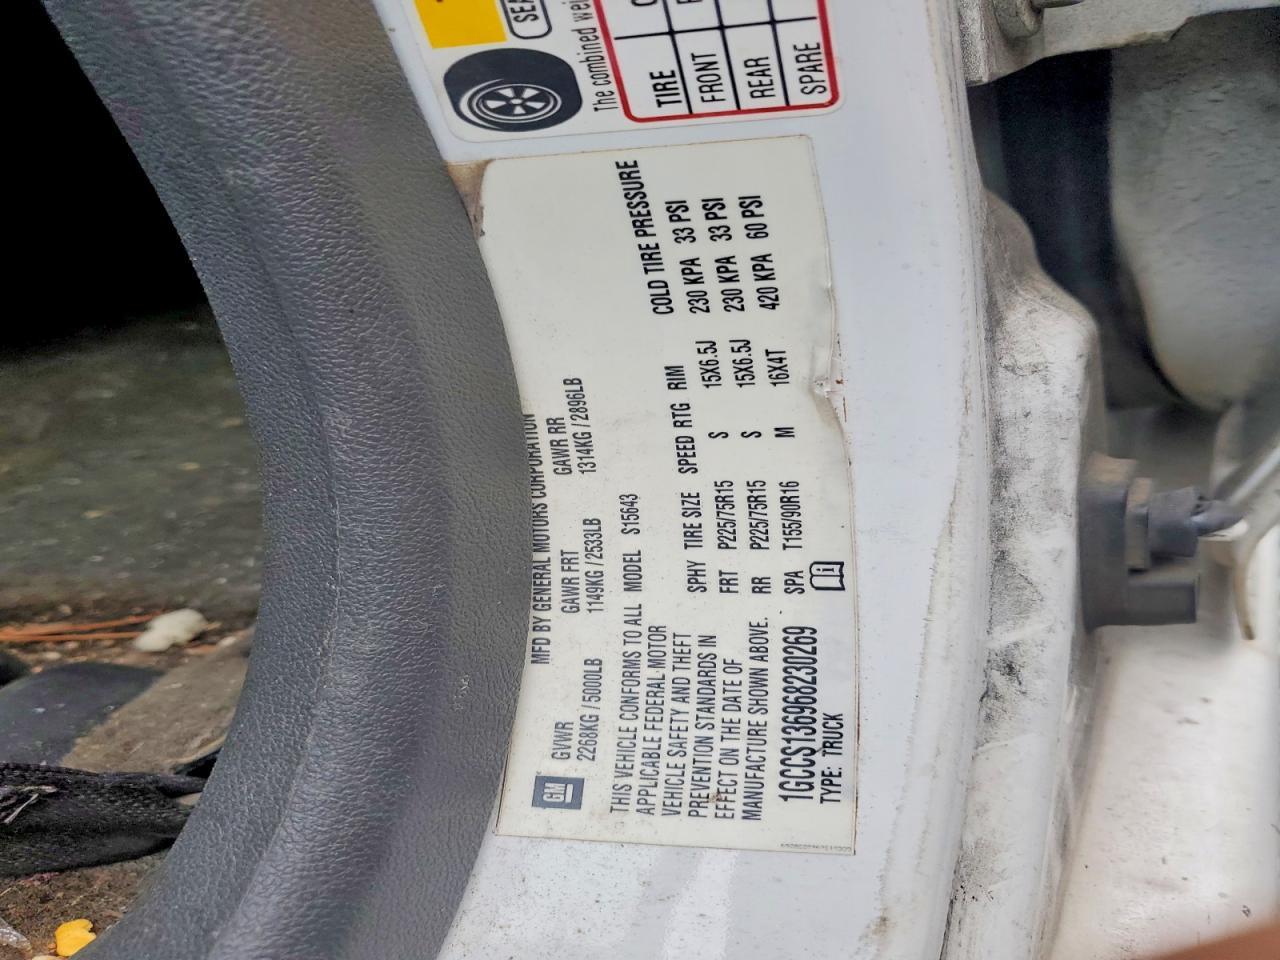 SEA
The combined wei
TIRE
FRONT
REAR
SPARE
MFD BY GENERAL MOTORS CORPORATION
GM
GVWR GAWR FRT GAWR RR
2268KG / 5000LB 1149KG / 2533LB 1314KG / 2896LB
THIS VEHICLE CONFORMS TO ALL
APPLICABLE FEDERAL MOTOR
VEHICLE SAFETY AND THEFT
PREVENTION STANDARDS IN
EFFECT ON THE DATE OF
MANUFACTURE SHOWN ABOVE.
1GCCS136968230269
TYPE: TRUCK
MODEL S15643
COLD TIRE PRESSURE
SPHY TIRE SIZE SPEED RTG RIM
FRT P225/75R15 S 15X6.5J 230 KPA 33 PSI
RR P225/75R15 S 15X6.5J 230 KPA 33 PSI
SPA T155/90R16 M 16X4T 420 KPA 60 PSI